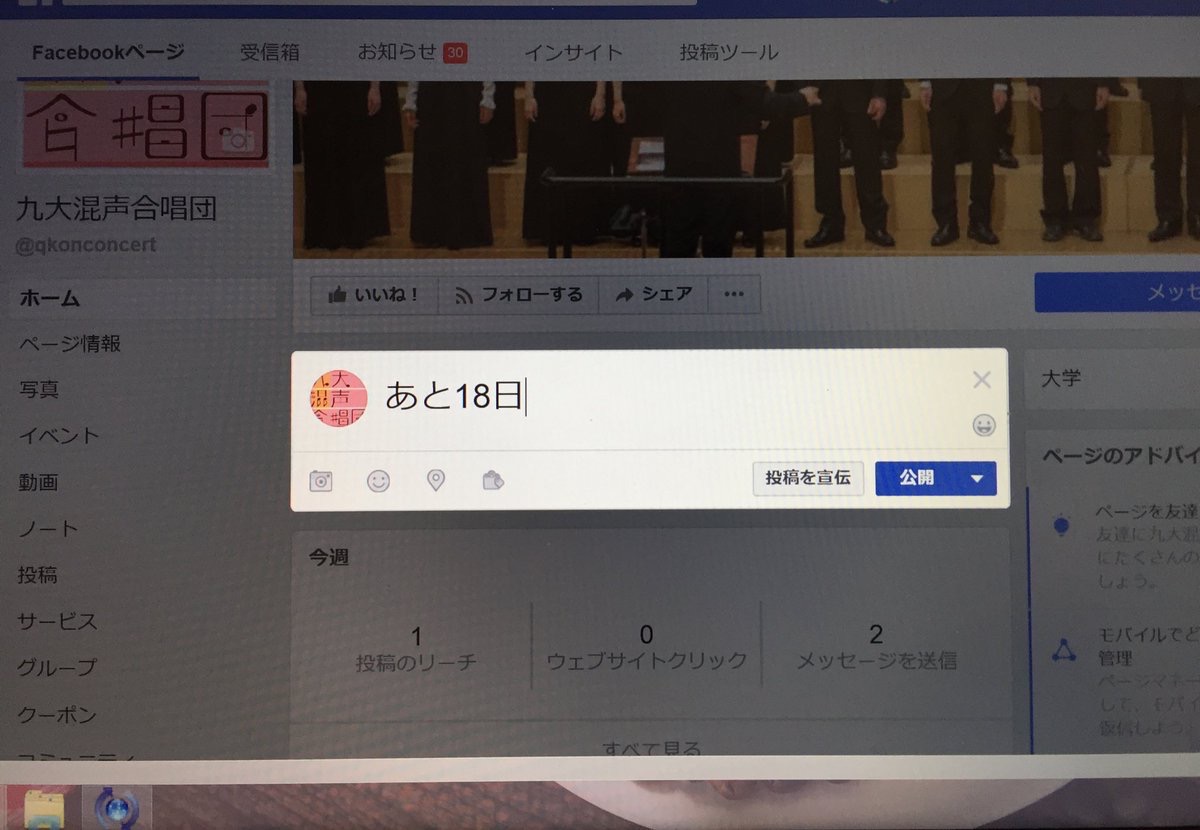 Facebookページ
受信箱
お知らせ 30
インサイト
投稿ツール
合唱団
九大混声合唱団
@qkonconcert
ホーム
ページ情報
写真
イベント
動画
ノート
投稿
サービス
グループ
クーポン
コミュニティ
いいね！
フォローする
シェア
メッセ
九大
混声
合唱団
あと18日
投稿を宣伝
公開
今週
1
投稿のリーチ
0
ウェブサイトクリック
2
メッセージを送信
すべて見る
大学
ページのアドバイ
ページを友達
友達に九大混
にたくさんの
しょう。
モバイルでど
管理
ページマネー
して、モバイ
返信しよう。